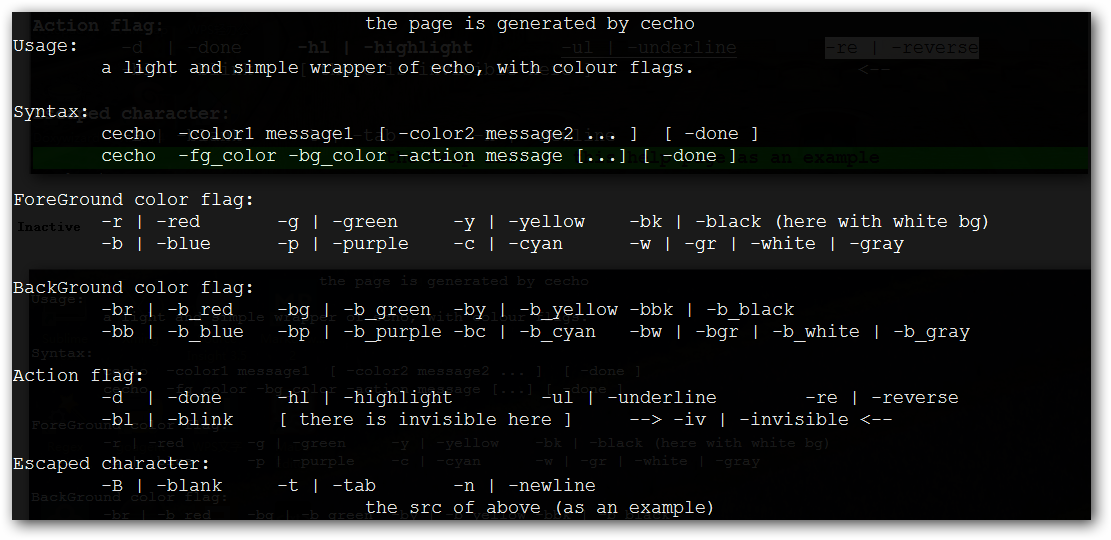 the page is generated by cecho
Usage:
a light and simple wrapper of echo, with colour flags.
Syntax:
cecho -color1 message1 [ -color2 message2 ... ] [ -done ]
cecho -fg_color -bg_color -action message [...] [ -done ]
ForeGround color flag:
-r | -red -g | -green -y | -yellow -bk | -black (here with white bg)
Inactive
-b | -blue -p | -purple -c | -cyan -w | -gr | -white | -gray
BackGround color flag:
-br | -b_red -bg | -b_green -by | -b_yellow -bbk | -b_black
-bb | -b_blue -bp | -b_purple -bc | -b_cyan -bw | -bgr | -b_white | -b_gray
Action flag:
-d | -done -hl | -highlight -ul | -underline -re | -reverse
-bl | -blink [ there is invisible here ] --> -iv | -invisible <--
Escaped character:
-B | -blank -t | -tab -n | -newline
the src of above (as an example)